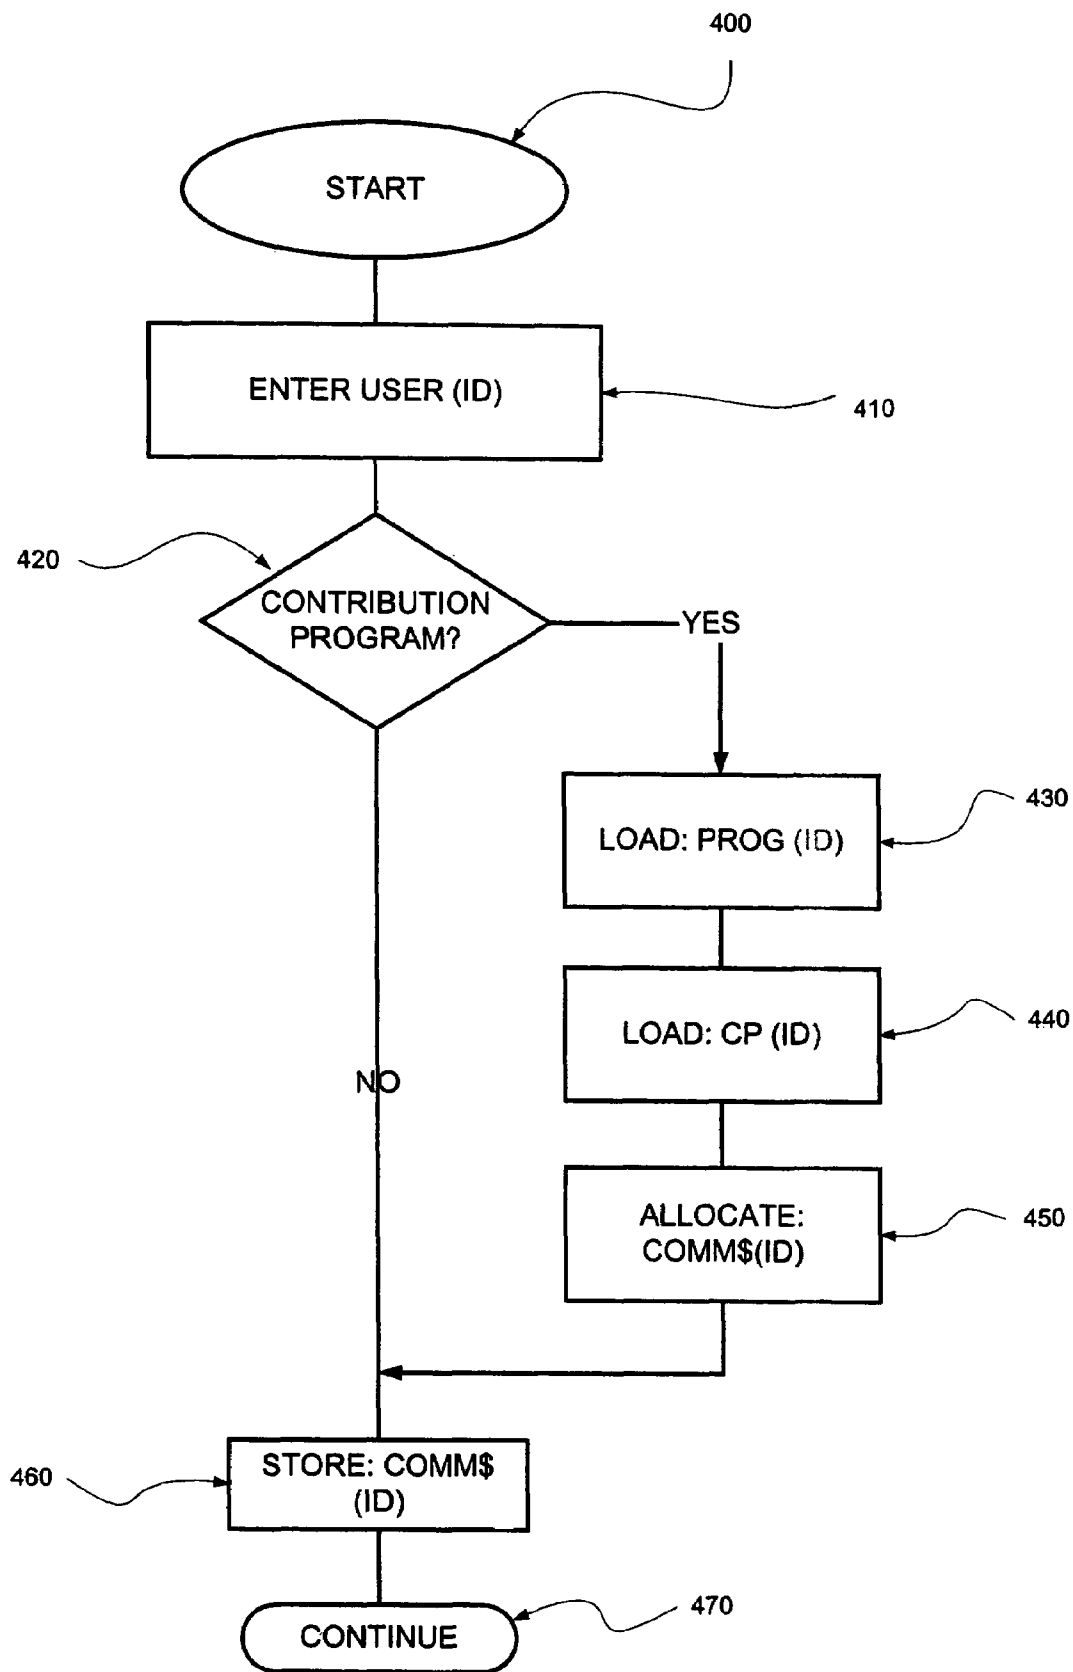 400
START
ENTER USER (ID)
410
420
CONTRIBUTION
PROGRAM?
YES
LOAD: PROG (ID)
430
LOAD: CP (ID)
440
NO
ALLOCATE:
COMM$(ID)
450
STORE: COMM$
(ID)
460
CONTINUE
470